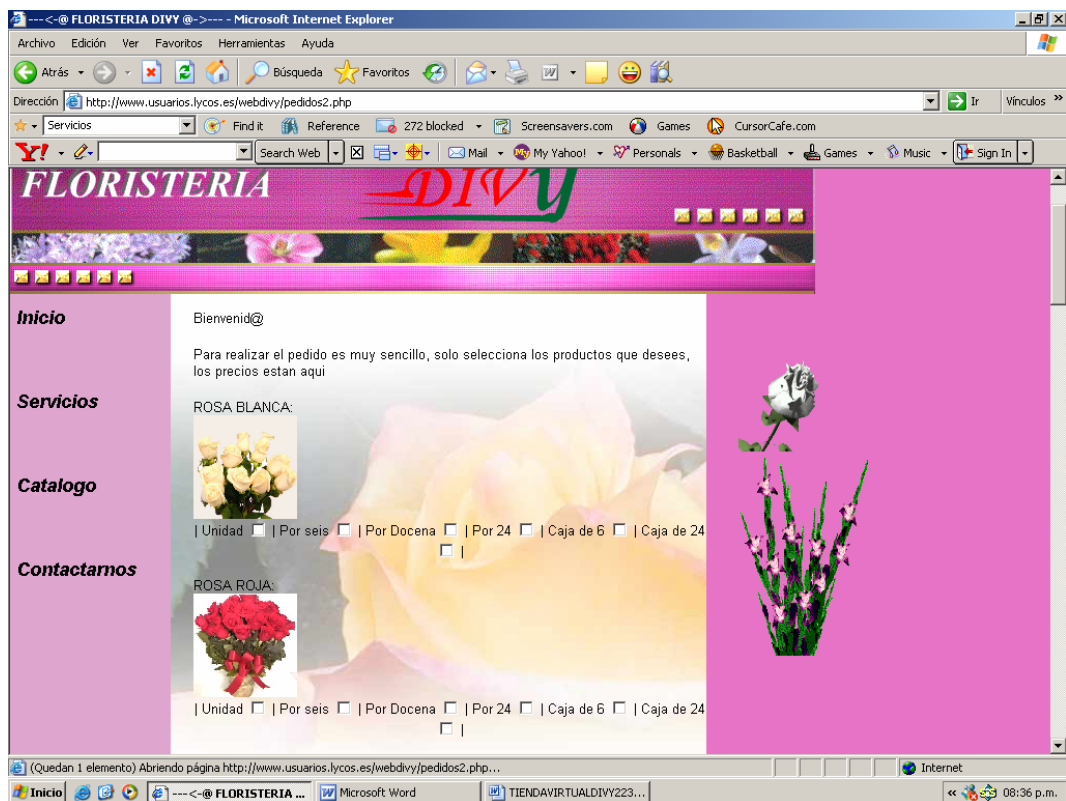 ---<-@ FLORISTERIA DIVY @->--- - Microsoft Internet Explorer
Archivo Edición Ver Favoritos Herramientas Ayuda
Atrás Búsqueda Favoritos
Dirección http://www.usuarios.lycos.es/webdivy/pedidos2.php Ir Vínculos »
Servicios Find it Reference 272 blocked Screensavers.com Games CursorCafe.com
Y! Search Web Mail My Yahoo! Personals Basketball Games Music Sign In
FLORISTERIA DIVy
Inicio
Servicios
Catalogo
Contactarnos
Bienvenid@
Para realizar el pedido es muy sencillo, solo selecciona los productos que desees,
los precios estan aqui
ROSA BLANCA:
| Unidad | Por seis | Por Docena | Por 24 | Caja de 6 | Caja de 24
|
ROSA ROJA:
| Unidad | Por seis | Por Docena | Por 24 | Caja de 6 | Caja de 24
|
(Quedan 1 elemento) Abriendo página http://www.usuarios.lycos.es/webdivy/pedidos2.php... Internet
Inicio ---<-@ FLORISTERIA ... Microsoft Word TIENDAVIRTUALDIVY223... « 08:36 p.m.